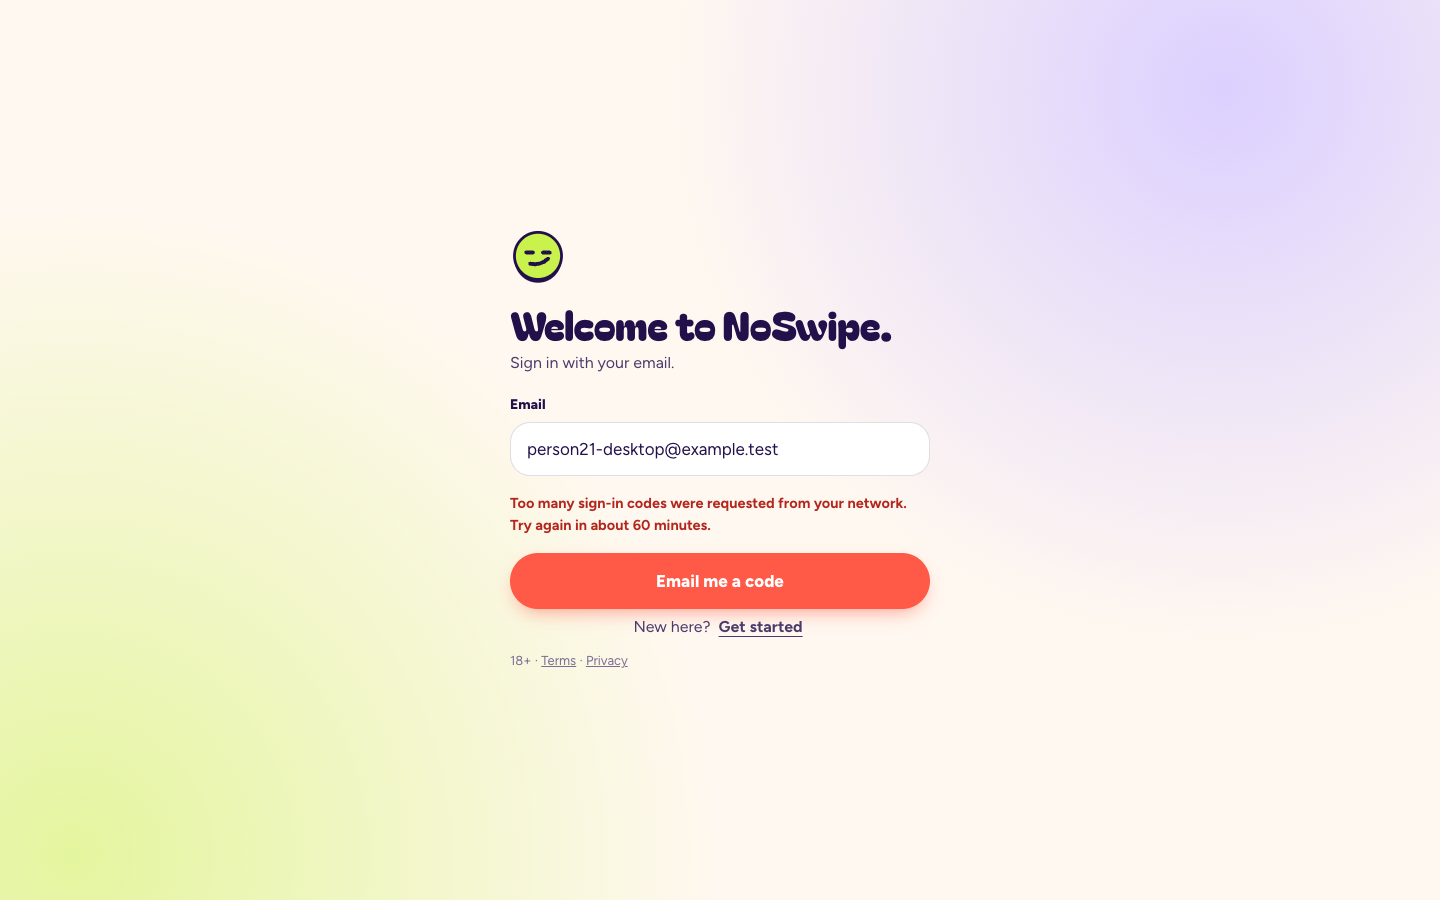 Welcome to NoSwipe.
Sign in with your email.
Email
person21-desktop@example.test
Too many sign-in codes were requested from your network.
Try again in about 60 minutes.
Email me a code
New here? Get started
18+ · Terms · Privacy